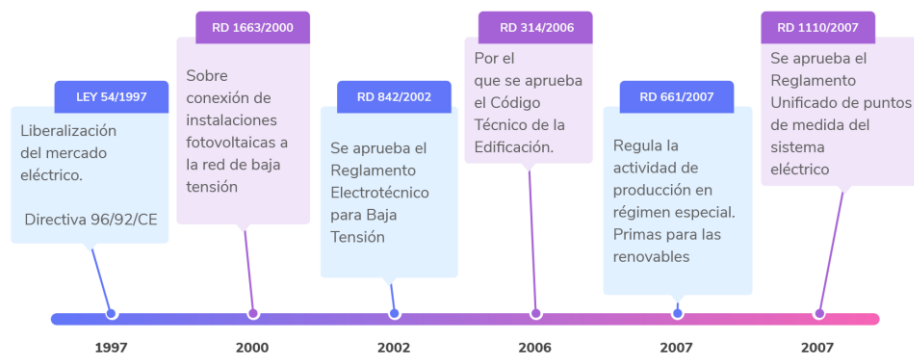 LEY 54/1997
Liberalización
del mercado
eléctrico.
Directiva 96/92/CE
RD 1663/2000
Sobre
conexión de
instalaciones
fotovoltaicas a
la red de baja
tensión
RD 842/2002
Se aprueba el
Reglamento
Electrotécnico
para Baja
Tensión
RD 314/2006
Por el
que se aprueba
el Código
Técnico de la
Edificación.
RD 661/2007
Regula la
actividad de
producción en
régimen especial.
Primas para las
renovables
RD 1110/2007
Se aprueba el
Reglamento
Unificado de puntos
de medida del
sistema
eléctrico
1997
2000
2002
2006
2007
2007